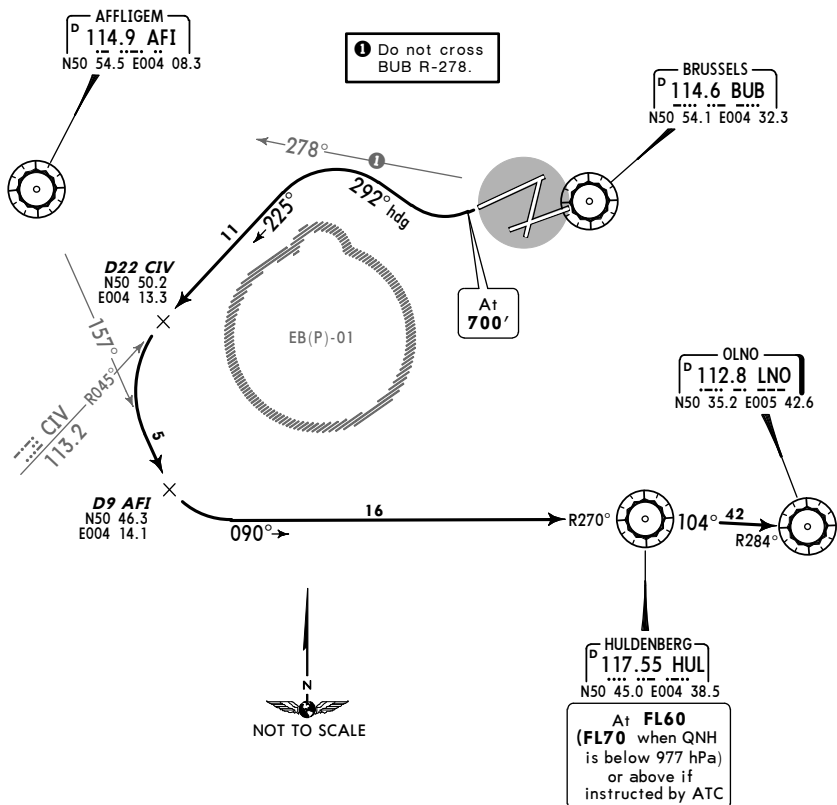 AFFLIGEM
D 114.9 AFI
N50 54.5 E004 08.3
1 Do not cross
BUB R-278.
BRUSSELS
D 114.6 BUB
N50 54.1 E004 32.3
278°
1
292° hdg
225°
11
D22 CIV
N50 50.2
E004 13.3
At
700'
EB(P)-01
157°
R045°
CIV
113.2
5
OLNO
D 112.8 LNO
N50 35.2 E005 42.6
D9 AFI
N50 46.3
E004 14.1
16
090°
R270°
104°
42
R284°
N
NOT TO SCALE
HULDENBERG
D 117.55 HUL
N50 45.0 E004 38.5
At FL60
(FL70 when QNH
is below 977 hPa)
or above if
instructed by ATC